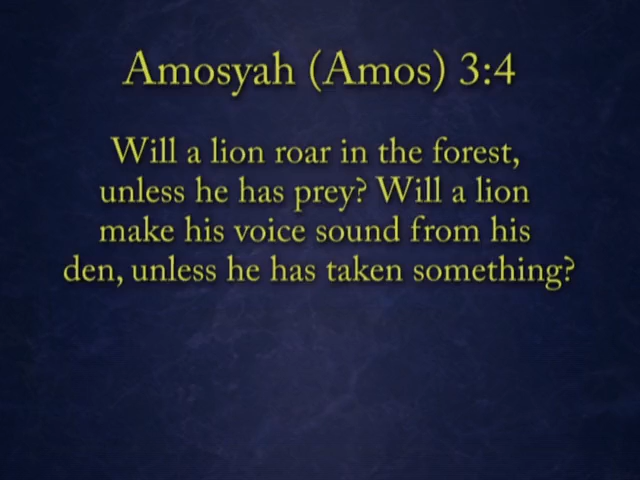 Amosyah (Amos) 3:4
Will a lion roar in the forest,
unless he has prey? Will a lion
make his voice sound from his
den, unless he has taken something?